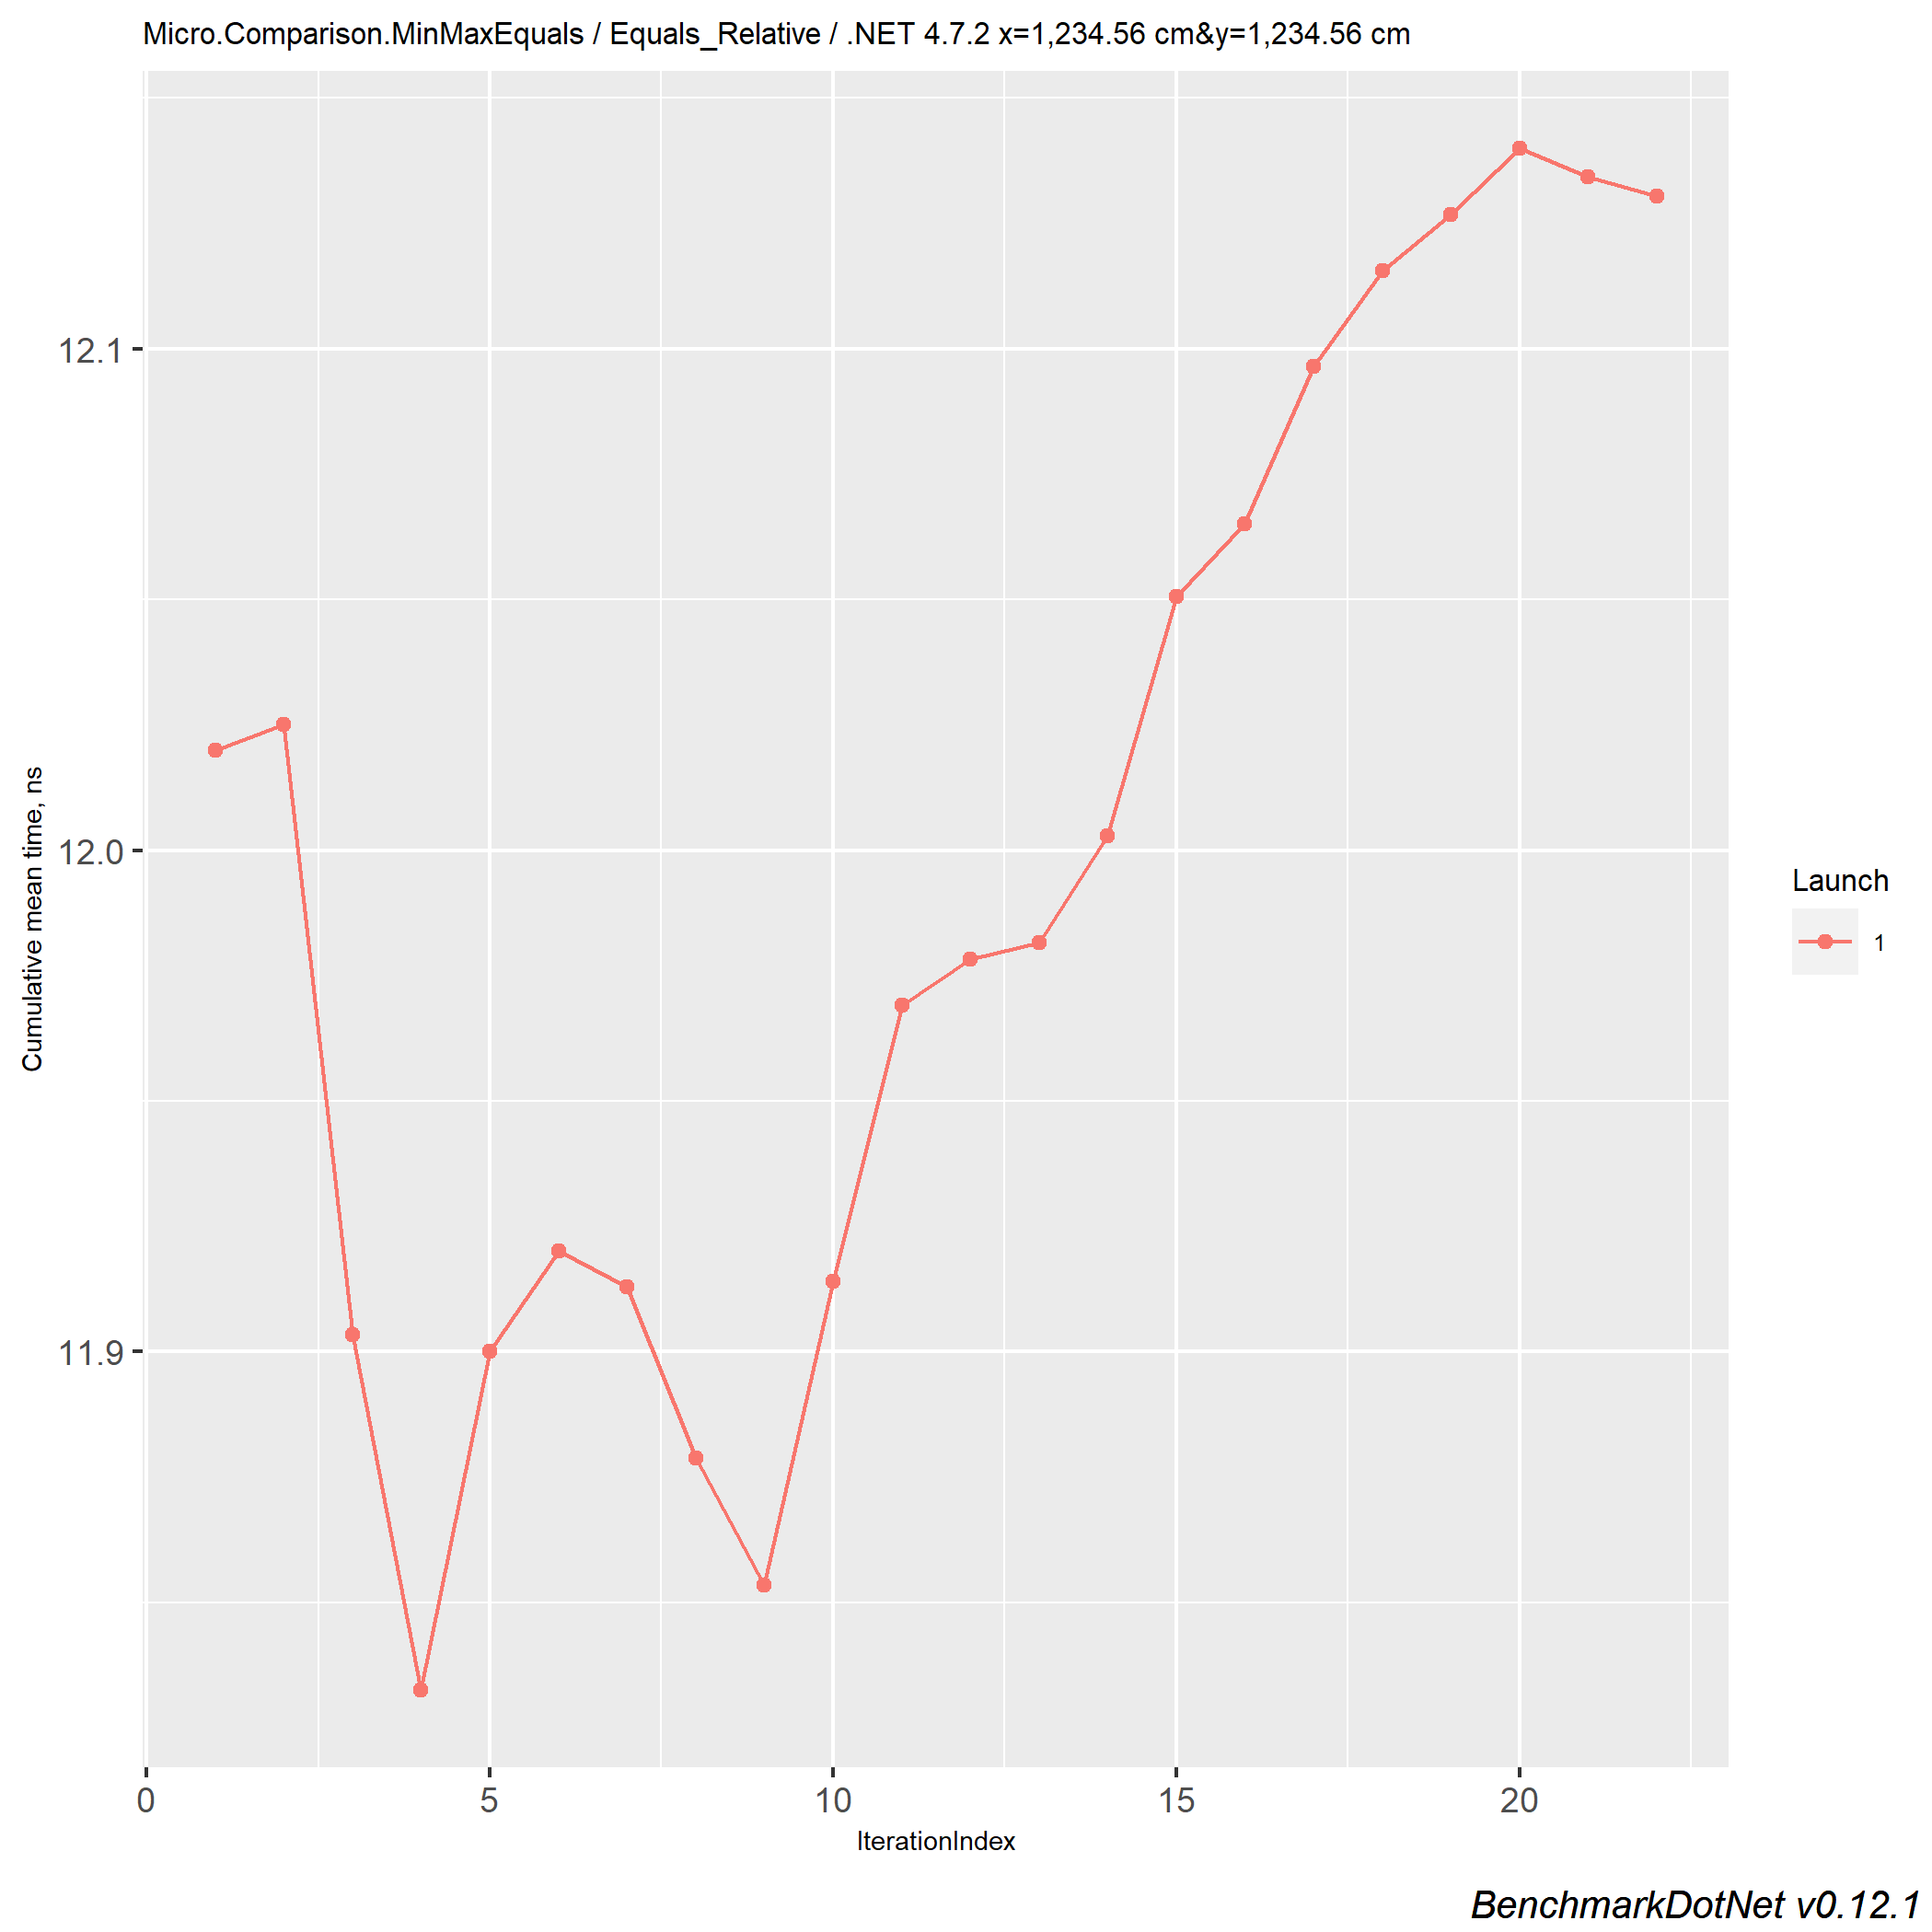 Micro.Comparison.MinMaxEquals / Equals_Relative / .NET 4.7.2 x=1,234.56 cm&y=1,234.56 cm
Cumulative mean time, ns
12.1
12.0
11.9
0 5 10 15 20
IterationIndex
Launch
1
BenchmarkDotNet v0.12.1